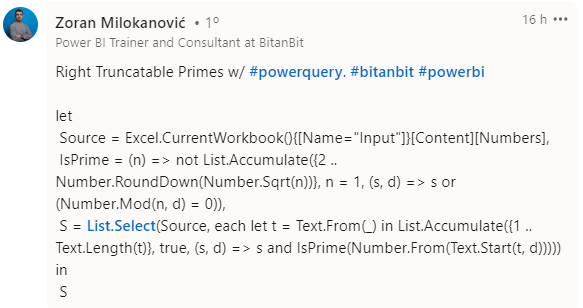 Zoran Milokanović • 1º
16 h •••
Power BI Trainer and Consultant at BitanBit
Right Truncatable Primes w/ #powerquery. #bitanbit #powerbi
let
Source = Excel.CurrentWorkbook(){[Name="Input"]}[Content][Numbers],
IsPrime = (n) => not List.Accumulate({2 ..
Number.RoundDown(Number.Sqrt(n))}, n = 1, (s, d) => s or
(Number.Mod(n, d) = 0)),
S = List.Select(Source, each let t = Text.From(_) in List.Accumulate({1 ..
Text.Length(t)}, true, (s, d) => s and IsPrime(Number.From(Text.Start(t, d)))))
in
S